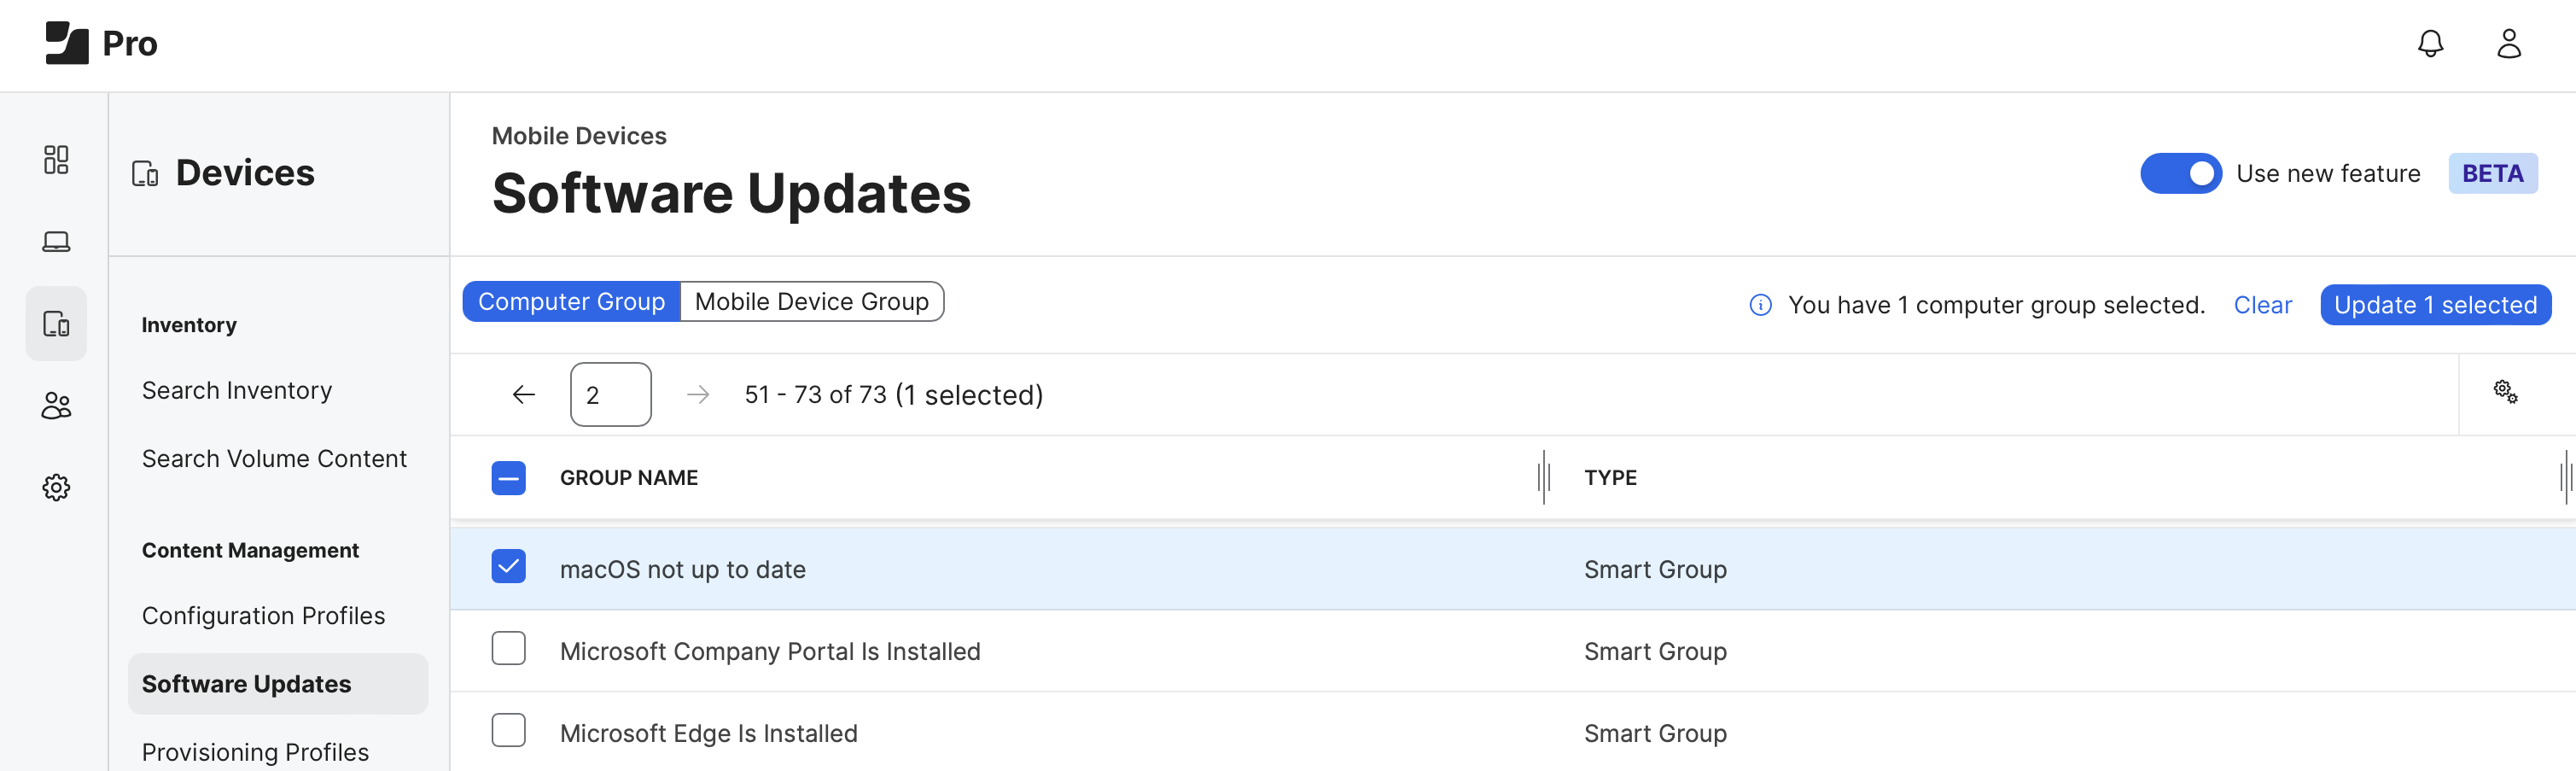 Pro
Devices
Inventory
Search Inventory
Search Volume Content
Content Management
Configuration Profiles
Software Updates
Provisioning Profiles
Mobile Devices
Software Updates
Use new feature BETA
Computer Group Mobile Device Group
You have 1 computer group selected. Clear Update 1 selected
2 51 - 73 of 73 (1 selected)
GROUP NAME TYPE
macOS not up to date Smart Group
Microsoft Company Portal Is Installed Smart Group
Microsoft Edge Is Installed Smart Group